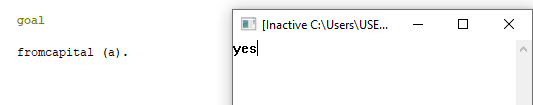 goal
fromcapital (a).
[Inactive C:\Users\USE...
yes